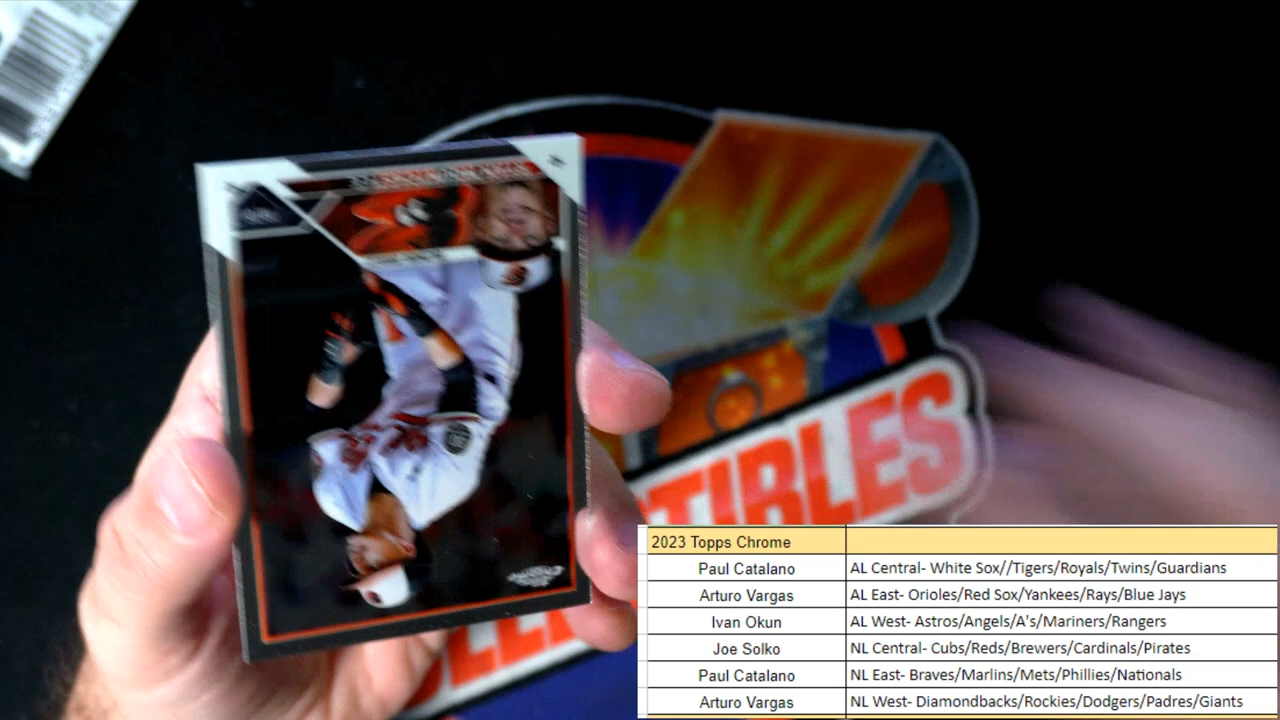 TIBLES
2023 Topps Chrome
Paul Catalano AL Central- White Sox//Tigers/Royals/Twins/Guardians
Arturo Vargas AL East- Orioles/Red Sox/Yankees/Rays/Blue Jays
Ivan Okun AL West- Astros/Angels/A's/Mariners/Rangers
Joe Solko NL Central- Cubs/Reds/Brewers/Cardinals/Pirates
Paul Catalano NL East- Braves/Marlins/Mets/Phillies/Nationals
Arturo Vargas NL West- Diamondbacks/Rockies/Dodgers/Padres/Giants